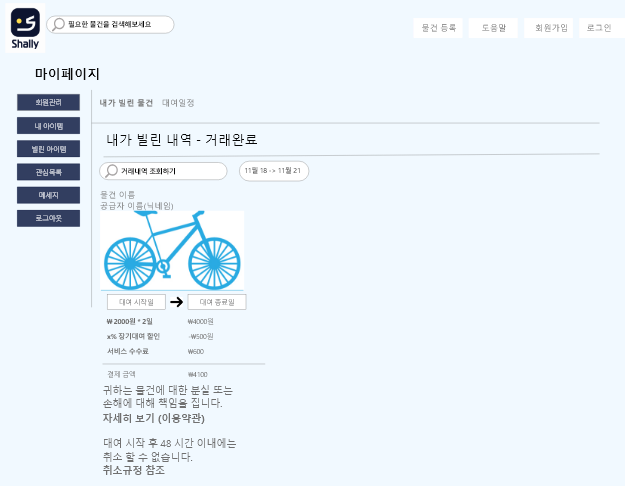 필요한 물건을 검색해보세요
물건 등록
도움말
회원가입
로그인
Shally
마이페이지
회원관리
내 아이템
빌린 아이템
관심목록
메세지
로그아웃
내가 빌린 물건
대여일정
내가 빌린 내역 - 거래완료
거래내역 조회하기
11월 18 -> 11월 21
물건 이름
공급자 이름(닉네임)
대여 시작일
대여 종료일
₩ 2000원 * 2일
₩4000원
x% 장기대여 할인
-₩500원
서비스 수수료
₩600
결제 금액
₩4100
귀하는 물건에 대한 분실 또는
손해에 대해 책임을 집니다.
자세히 보기 (이용약관)
대여 시작 후 48 시간 이내에는
취소 할 수 없습니다.
취소규정 참조